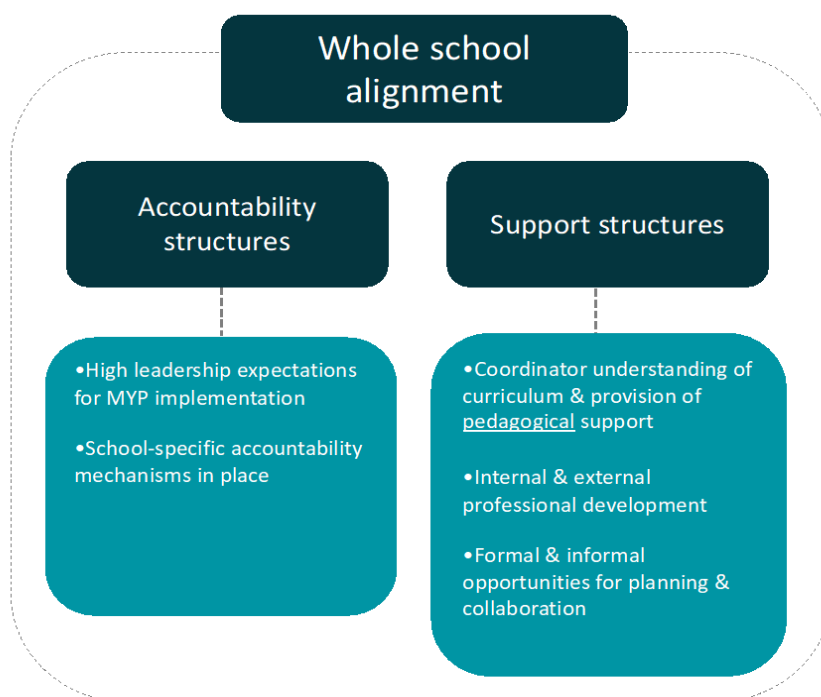 Whole school
alignment
Accountability
structures
•High leadership expectations
for MYP implementation
•School-specific accountability
mechanisms in place
Support structures
•Coordinator understanding of
curriculum & provision of
pedagogical support
•Internal & external
professional development
•Formal & informal
opportunities for planning &
collaboration